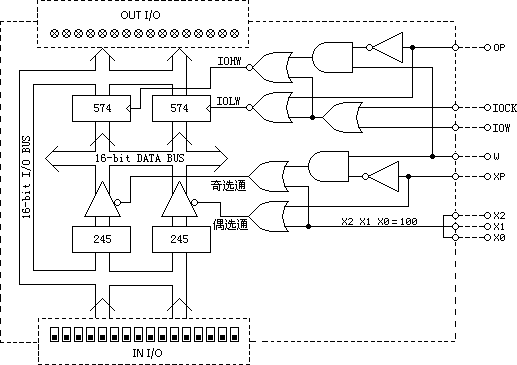 OUT I/O
OP
IOHW
574
574
IOLW
IOCK
IOW
16-bit I/O BUS
16-bit DATA BUS
W
奇选通
XP
偶选通
X2 X1 X0=100
X2
X1
X0
245
245
IN I/O